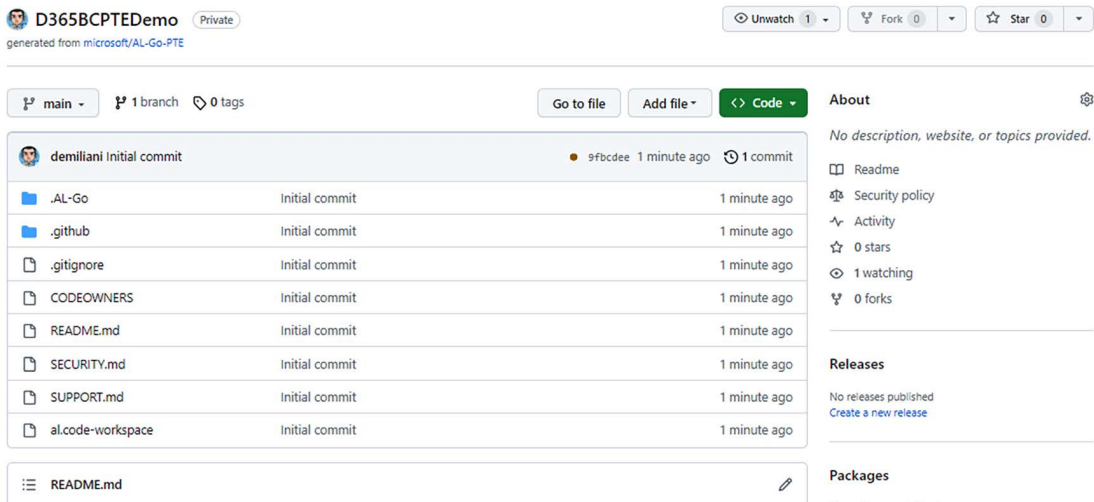 D365BCPTEDemo Private Unwatch 1 Fork 0 Star 0
generated from microsoft/AL-Go-PTE
main 1 branch 0 tags Go to file Add file <> Code
demiliani Initial commit 9fbcdee 1 minute ago 1 commit
.AL-Go Initial commit 1 minute ago
.github Initial commit 1 minute ago
.gitignore Initial commit 1 minute ago
CODEOWNERS Initial commit 1 minute ago
README.md Initial commit 1 minute ago
SECURITY.md Initial commit 1 minute ago
SUPPORT.md Initial commit 1 minute ago
al.code-workspace Initial commit 1 minute ago
README.md
About
No description, website, or topics provided.
Readme
Security policy
Activity
0 stars
1 watching
0 forks
Releases
No releases published
Create a new release
Packages